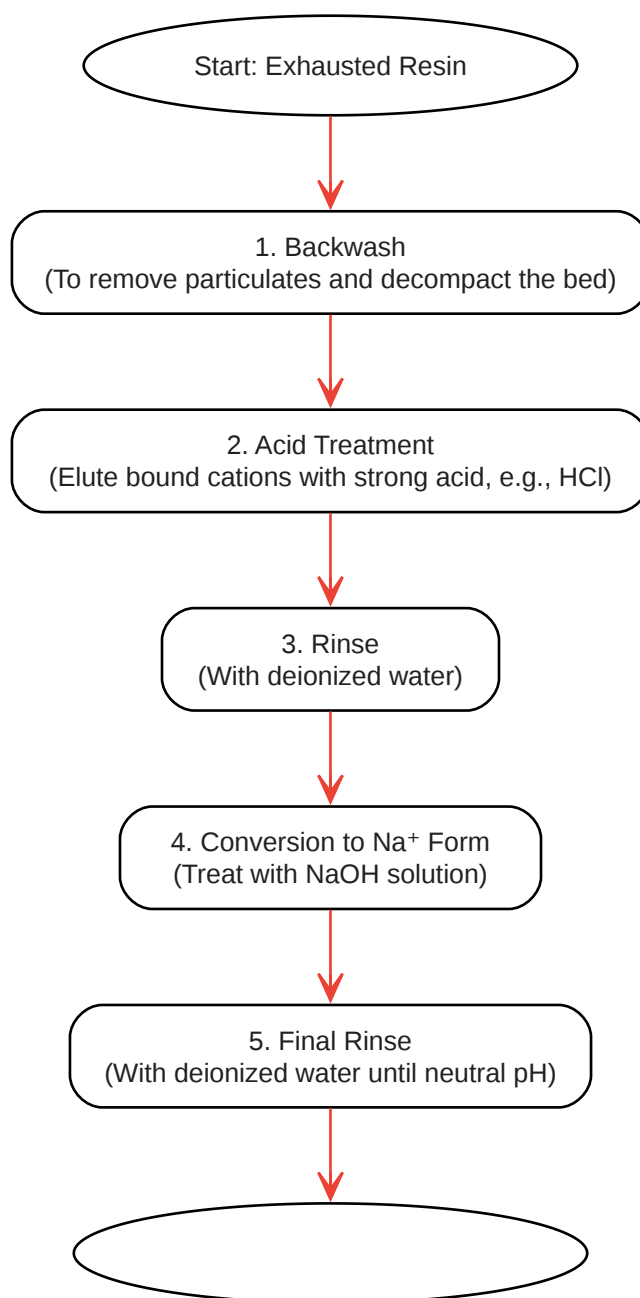 Start: Exhausted Resin
1. Backwash
(To remove particulates and decompact the bed)
2. Acid Treatment
(Elute bound cations with strong acid, e.g., HCl)
3. Rinse
(With deionized water)
4. Conversion to Na⁺ Form
(Treat with NaOH solution)
5. Final Rinse
(With deionized water until neutral pH)